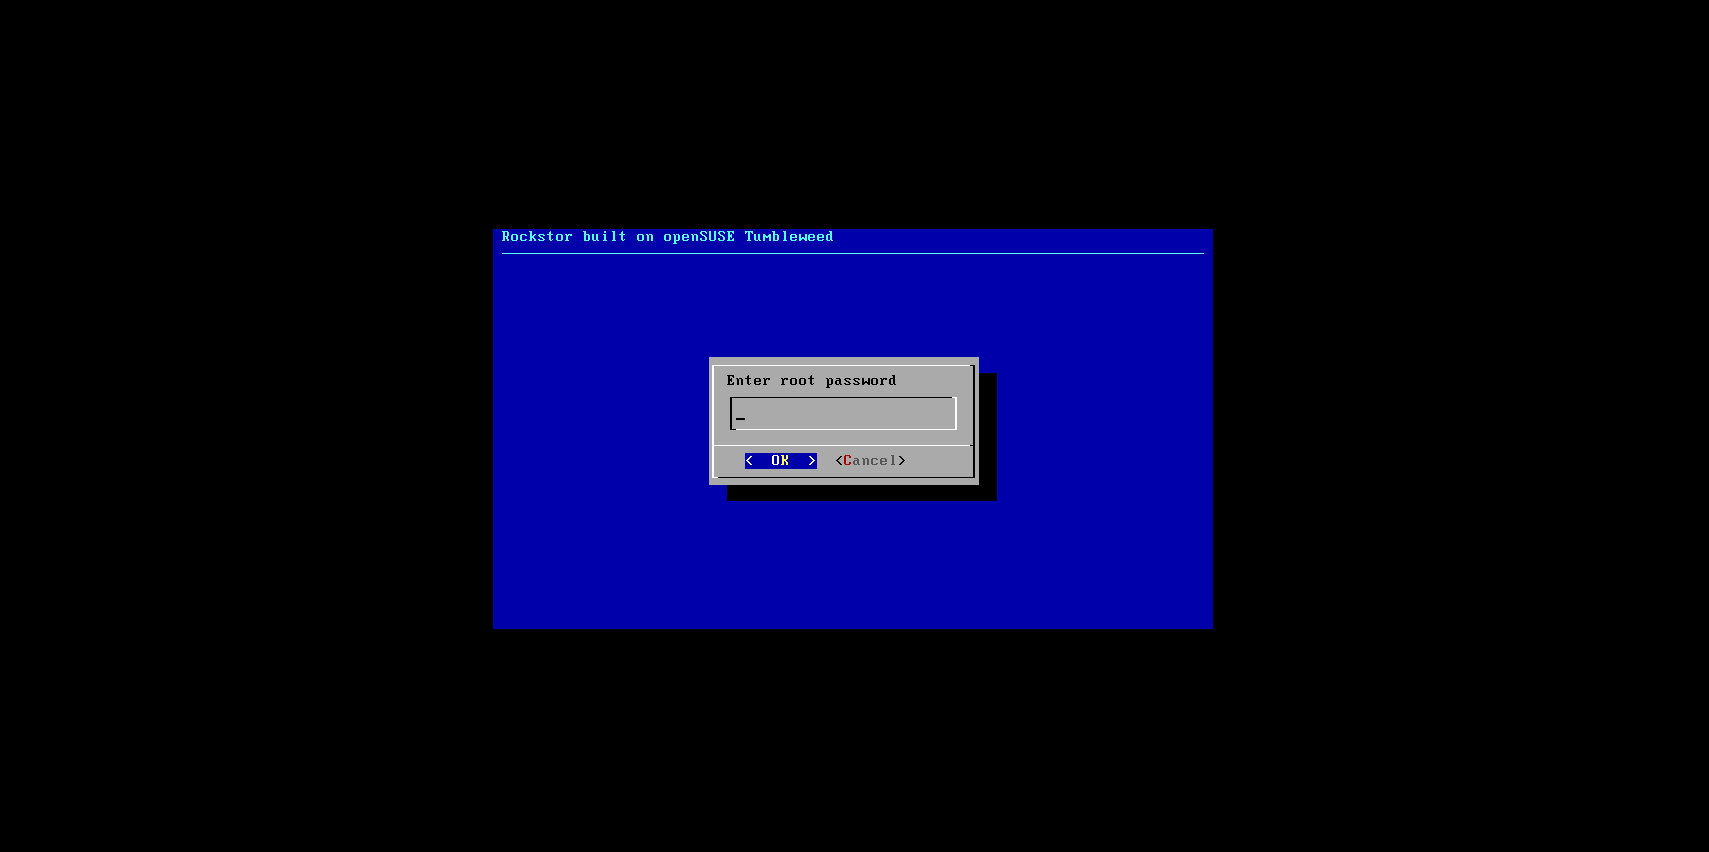 Rockstor built on openSUSE Tumbleweed
Enter root password
< OK > <Cancel>